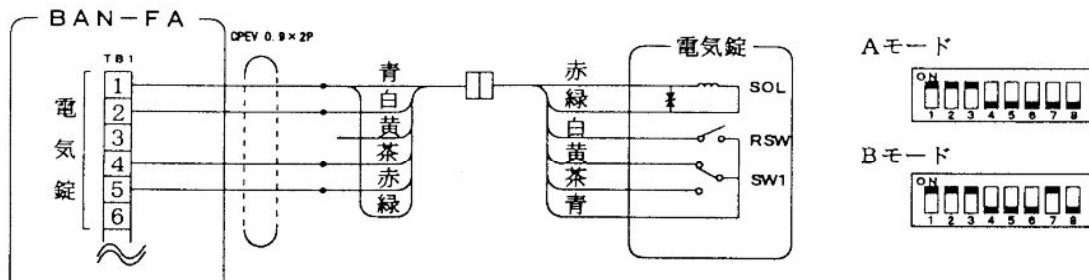 BAN-FA
CPEV 0.9×2P
TB1
電気錠
1
2
3
4
5
6
青
白
黄
茶
赤
緑
電気錠
赤
緑
白
黄
茶
青
SOL
RSW
SW1
Aモード
ON
1 2 3 4 5 6 7 8
Bモード
ON
1 2 3 4 5 6 7 8